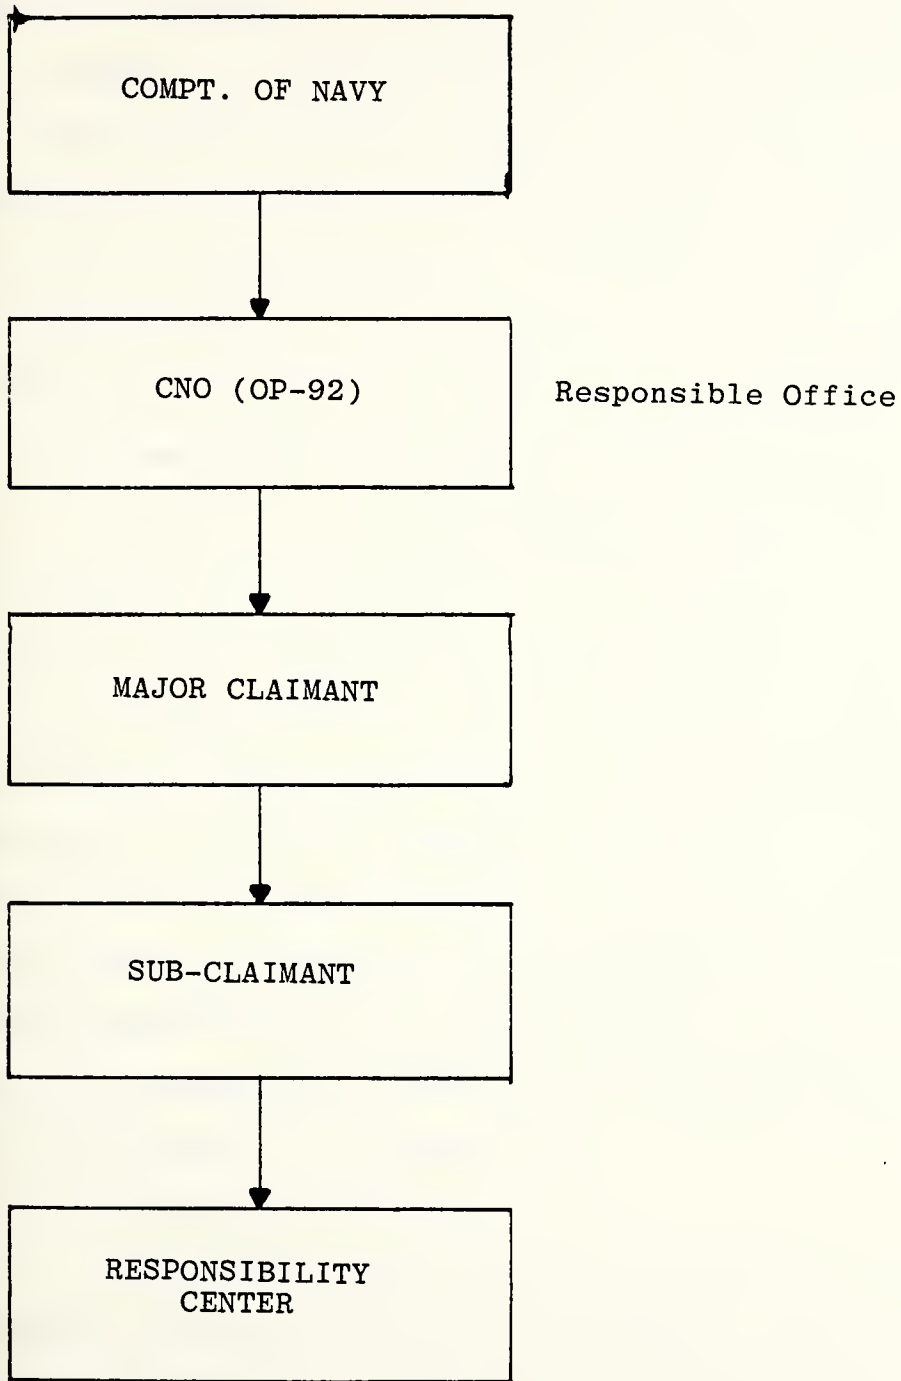 COMPT. OF NAVY
CNO (OP-92)
Responsible Office
MAJOR CLAIMANT
SUB-CLAIMANT
RESPONSIBILITY
CENTER